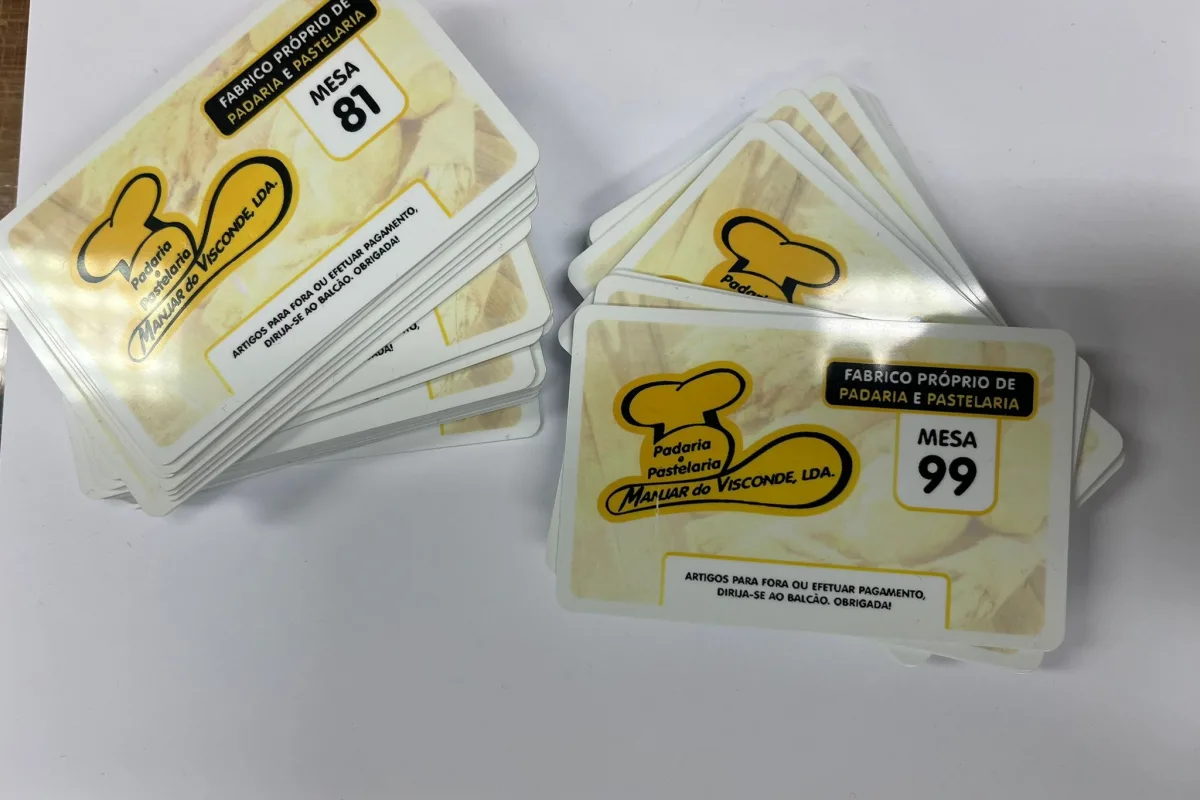 FABRICO PRÓPRIO DE
PADARIA E PASTELARIA
MESA
81
Padaria
e
Pastelaria
MANJAR do VISCONDE, LDA.
ARTIGOS PARA FORA OU EFETUAR PAGAMENTO,
DIRIJA-SE AO BALCÃO. OBRIGADA!
Padaria
FABRICO PRÓPRIO DE
PADARIA E PASTELARIA
MESA
99
Padaria
e
Pastelaria
MANJAR do VISCONDE, LDA.
ARTIGOS PARA FORA OU EFETUAR PAGAMENTO,
DIRIJA-SE AO BALCÃO. OBRIGADA!